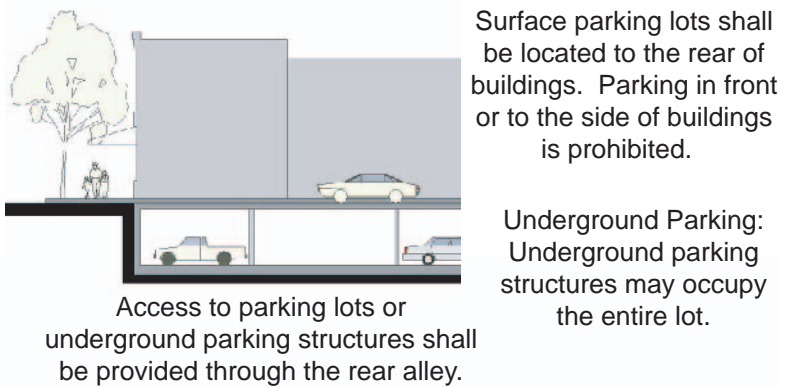 Surface parking lots shall
be located to the rear of
buildings.  Parking in front
or to the side of buildings
is prohibited.
Underground Parking:
Underground parking
structures may occupy
the entire lot.
Access to parking lots or
underground parking structures shall
be provided through the rear alley.